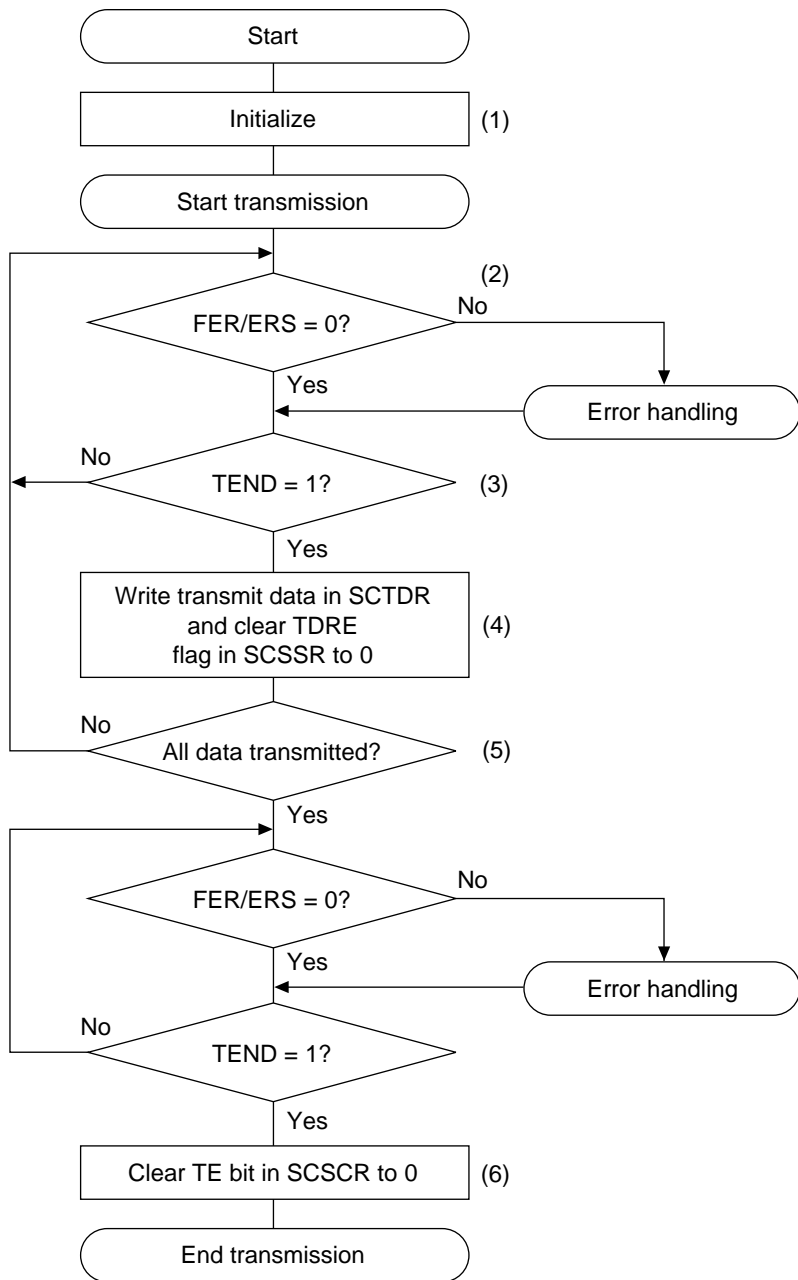 Start
Initialize
(1)
Start transmission
(2)
FER/ERS = 0?
No
Yes
Error handling
No
TEND = 1?
(3)
Yes
Write transmit data in SCTDR
and clear TDRE
flag in SCSSR to 0
(4)
No
All data transmitted?
(5)
Yes
FER/ERS = 0?
No
Yes
Error handling
No
TEND = 1?
Yes
Clear TE bit in SCSCR to 0
(6)
End transmission